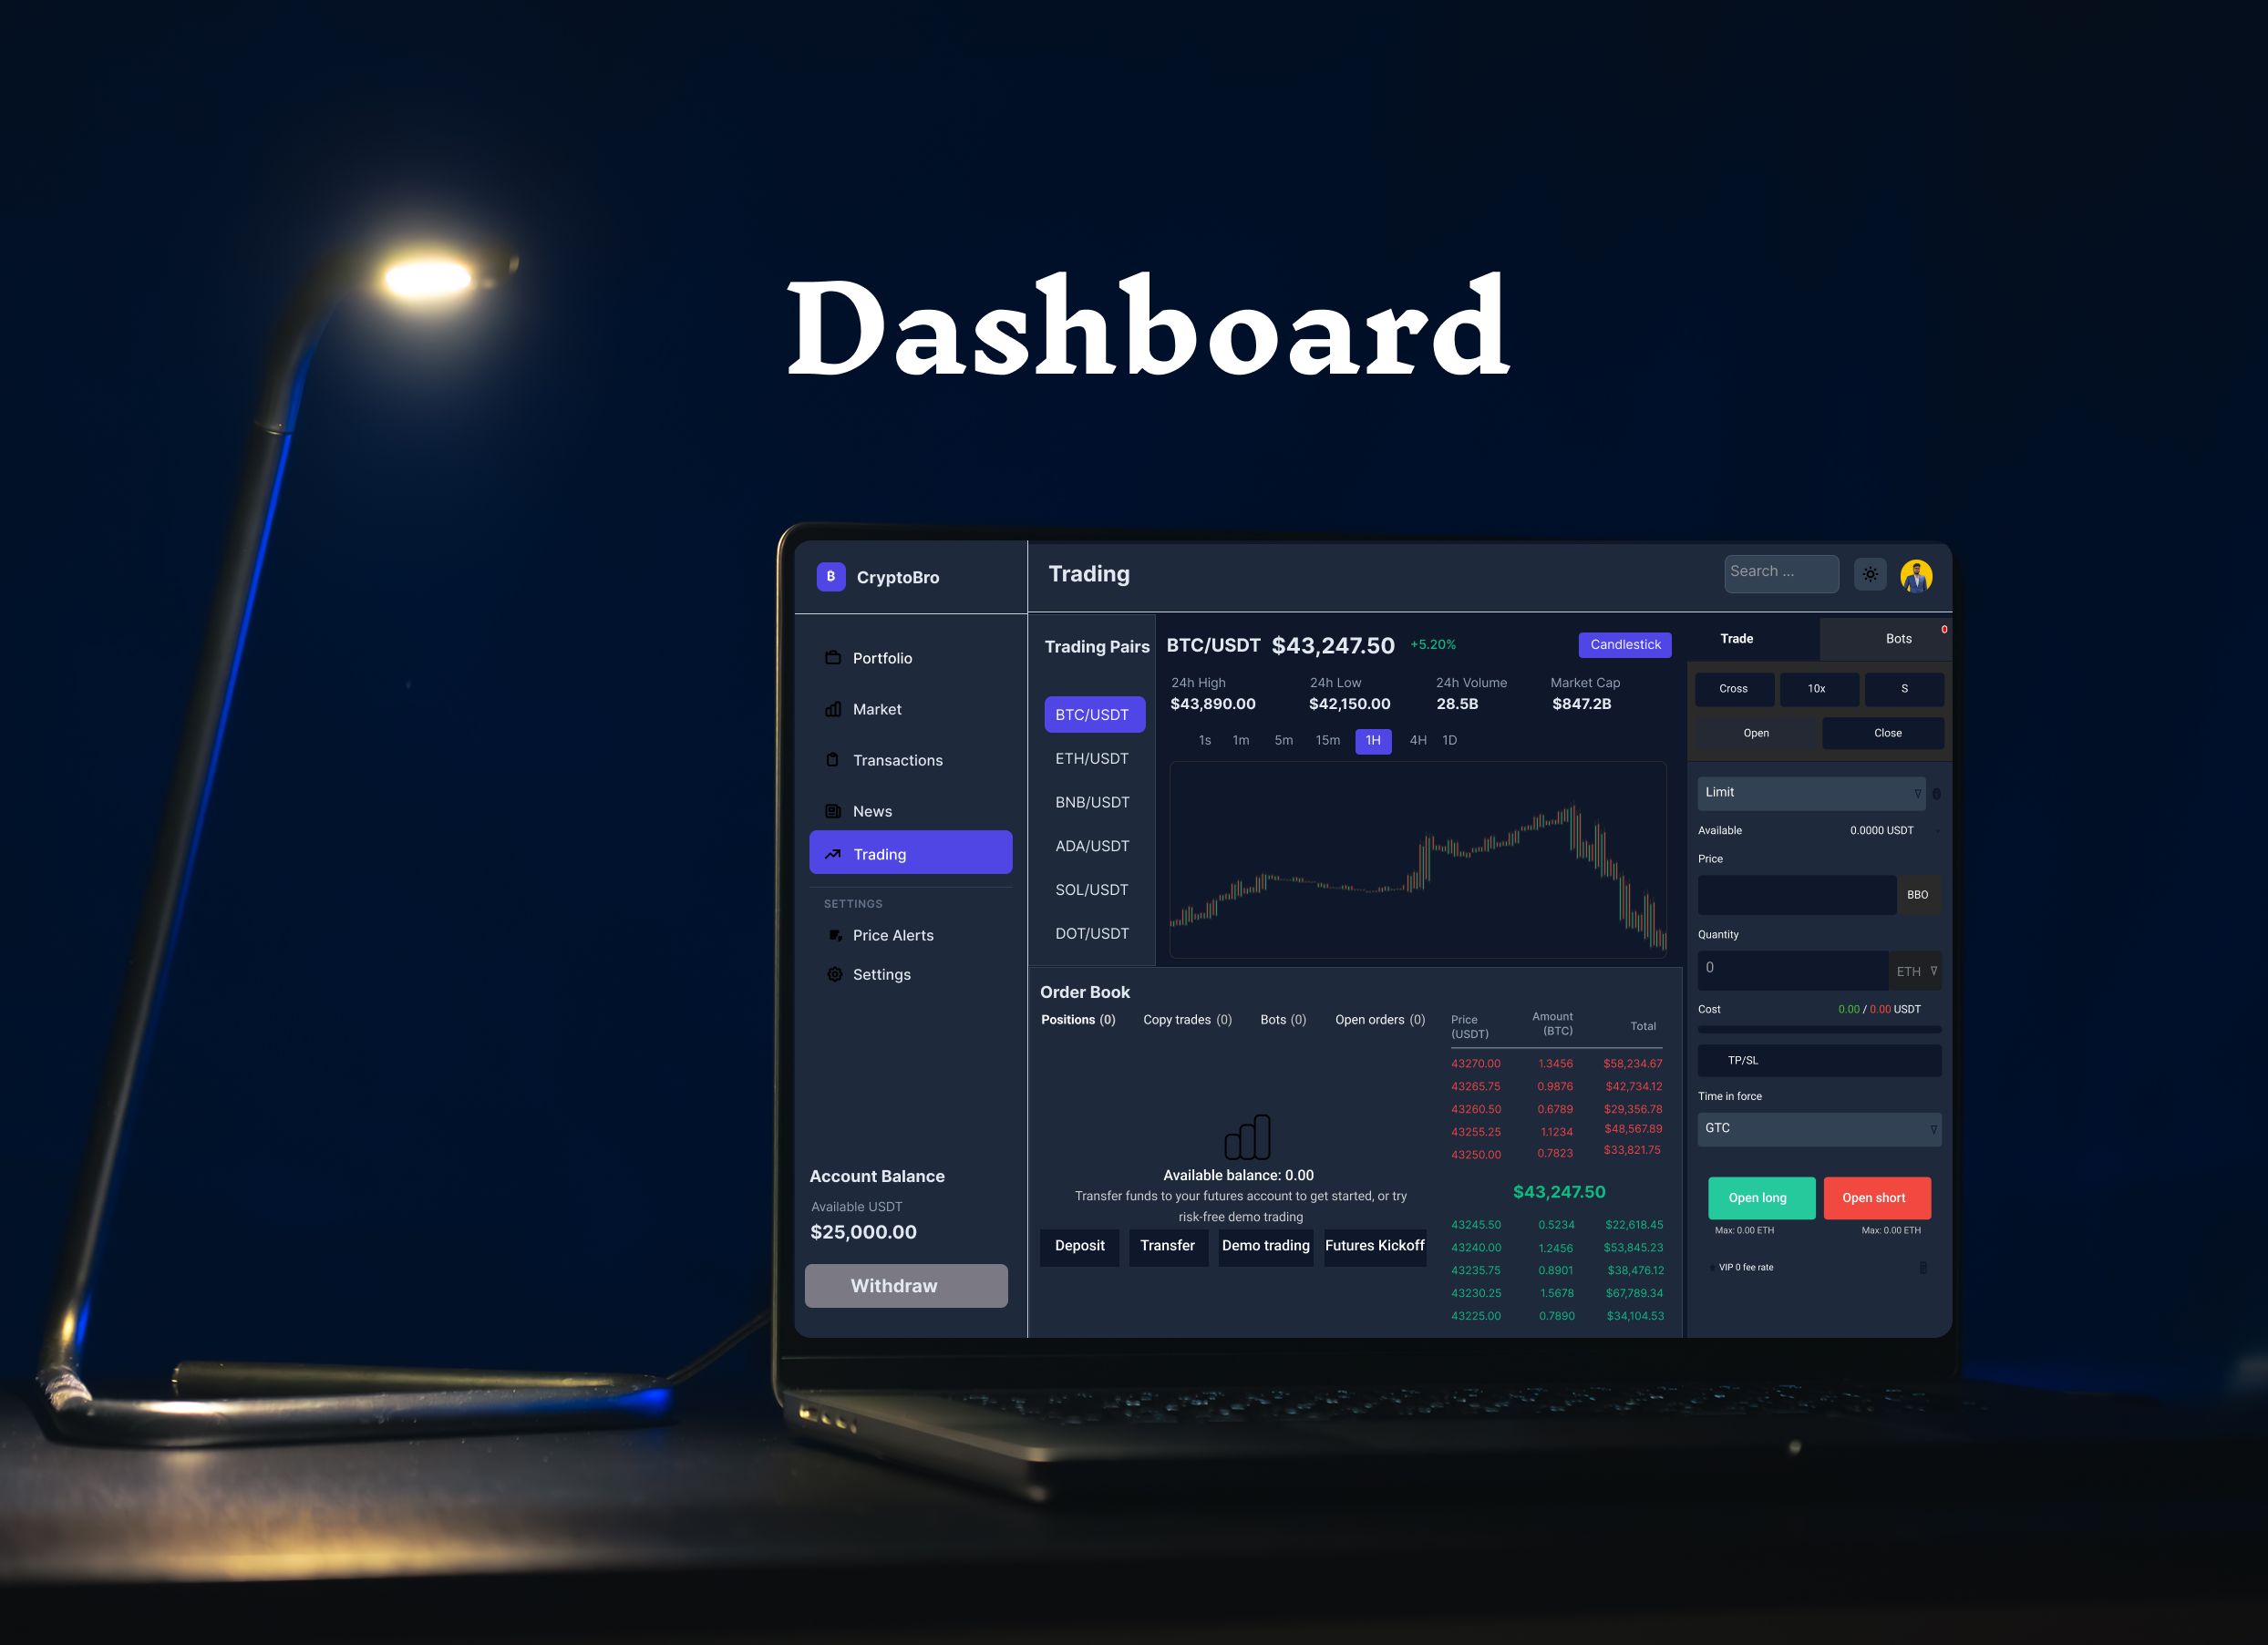 Dashboard
CryptoBro
Portfolio
Market
Transactions
News
Trading
SETTINGS
Price Alerts
Settings
Account Balance
Available USDT
$25,000.00
Withdraw
Trading
Search ...
Trading Pairs
BTC/USDT
ETH/USDT
BNB/USDT
ADA/USDT
SOL/USDT
DOT/USDT
BTC/USDT $43,247.50 +5.20% Candlestick
24h High 24h Low 24h Volume Market Cap
$43,890.00 $42,150.00 28.5B $847.2B
1s 1m 5m 15m 1H 4H 1D
Order Book
Positions (0) Copy trades (0) Bots (0) Open orders (0)
Available balance: 0.00
Transfer funds to your futures account to get started, or try
risk-free demo trading
Deposit Transfer Demo trading Futures Kickoff
Price Amount Total
(USDT) (BTC)
43270.00 1.3456 $58,234.67
43265.75 0.9876 $42,734.12
43260.50 0.6789 $29,356.78
43255.25 1.1234 $48,567.89
43250.00 0.7823 $33,821.75
$43,247.50
43245.50 0.5234 $22,618.45
43240.00 1.2456 $53,845.23
43235.75 0.8901 $38,476.12
43230.25 1.5678 $67,789.34
43225.00 0.7890 $34,104.53
Trade Bots 0
Cross 10x S
Open Close
Limit
Available 0.0000 USDT
Price
BBO
Quantity
0 ETH
Cost 0.00 / 0.00 USDT
TP/SL
Time in force
GTC
Open long Open short
Max: 0.00 ETH Max: 0.00 ETH
VIP 0 fee rate